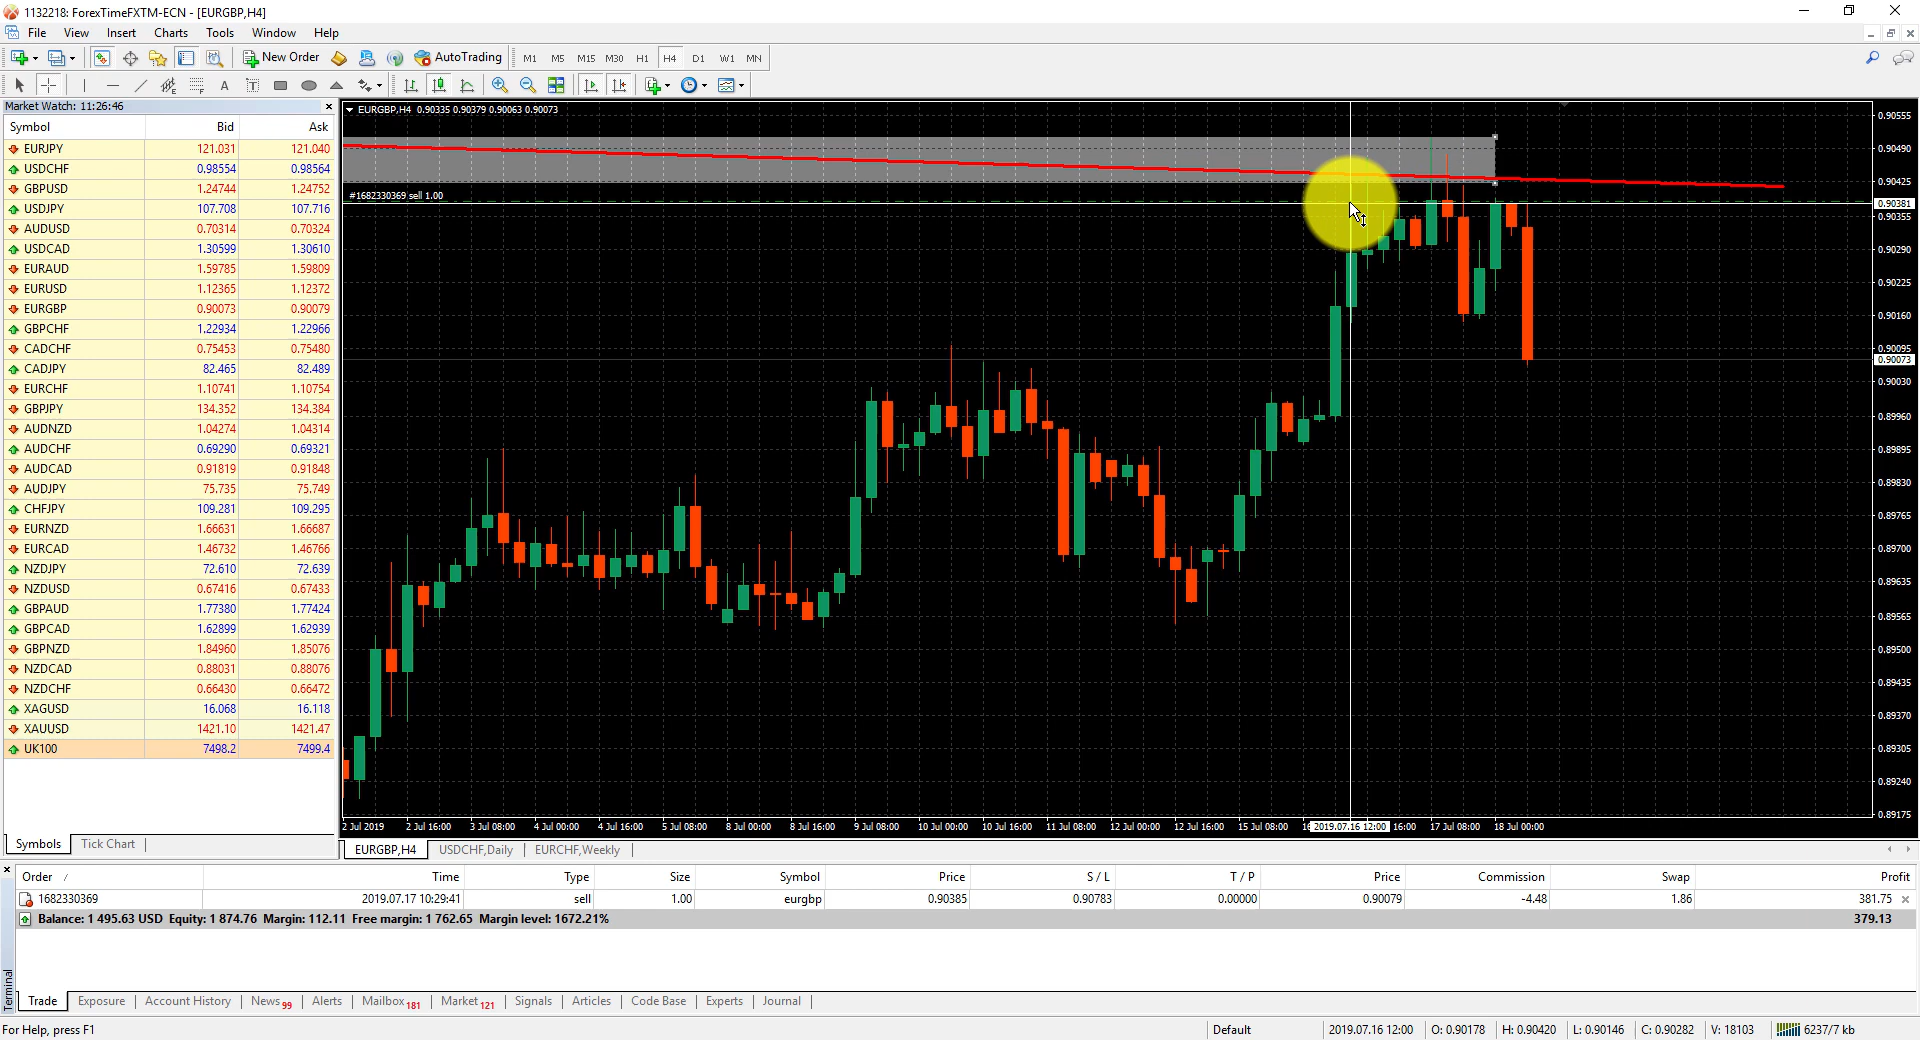 1132218: ForexTimeFXTM-ECN - [EURGBP,H4]
File View Insert Charts Tools Window Help
New Order AutoTrading M1 M5 M15 M30 H1 H4 D1 W1 MN
A T
Market Watch: 11:26:46
Symbol Bid Ask
EURJPY 121.031 121.040
USDCHF 0.98554 0.98564
GBPUSD 1.24744 1.24752
USDJPY 107.708 107.716
AUDUSD 0.70314 0.70324
USDCAD 1.30599 1.30610
EURAUD 1.59785 1.59809
EURUSD 1.12365 1.12372
EURGBP 0.90073 0.90079
GBPCHF 1.22934 1.22966
CADCHF 0.75453 0.75480
CADJPY 82.465 82.489
EURCHF 1.10741 1.10754
GBPJPY 134.352 134.384
AUDNZD 1.04274 1.04314
AUDCHF 0.69290 0.69321
AUDCAD 0.91819 0.91848
AUDJPY 75.735 75.749
CHFJPY 109.281 109.295
EURNZD 1.66631 1.66687
EURCAD 1.46732 1.46766
NZDJPY 72.610 72.639
NZDUSD 0.67416 0.67433
GBPAUD 1.77380 1.77424
GBPCAD 1.62899 1.62939
GBPNZD 1.84960 1.85076
NZDCAD 0.88031 0.88076
NZDCHF 0.66430 0.66472
XAGUSD 16.068 16.118
XAUUSD 1421.10 1421.47
UK100 7498.2 7499.4
Symbols Tick Chart
EURGBP,H4 0.90335 0.90379 0.90063 0.90073
#1682330369 sell 1.00
0.90555
0.90490
0.90425
0.90381
0.90355
0.90290
0.90225
0.90160
0.90095
0.90073
0.90030
0.89960
0.89895
0.89830
0.89765
0.89700
0.89635
0.89565
0.89500
0.89435
0.89370
0.89305
0.89240
0.89175
2 Jul 2019 2 Jul 16:00 3 Jul 08:00 4 Jul 00:00 4 Jul 16:00 5 Jul 08:00 8 Jul 00:00 8 Jul 16:00 9 Jul 08:00 10 Jul 00:00 10 Jul 16:00 11 Jul 08:00 12 Jul 00:00 12 Jul 16:00 15 Jul 08:00 2019.07.16 12:00 16:00 17 Jul 08:00 18 Jul 00:00
EURGBP,H4 USDCHF,Daily EURCHF,Weekly
Order / Time Type Size Symbol Price S / L T / P Price Commission Swap Profit
1682330369 2019.07.17 10:29:41 sell 1.00 eurgbp 0.90385 0.90783 0.00000 0.90079 -4.48 1.86 381.75
Balance: 1 495.63 USD Equity: 1 874.76 Margin: 112.11 Free margin: 1 762.65 Margin level: 1672.21% 379.13
Terminal
Trade Exposure Account History News 99 Alerts Mailbox 181 Market 121 Signals Articles Code Base Experts Journal
For Help, press F1 Default 2019.07.16 12:00 O: 0.90178 H: 0.90420 L: 0.90146 C: 0.90282 V: 18103 6237/7 kb